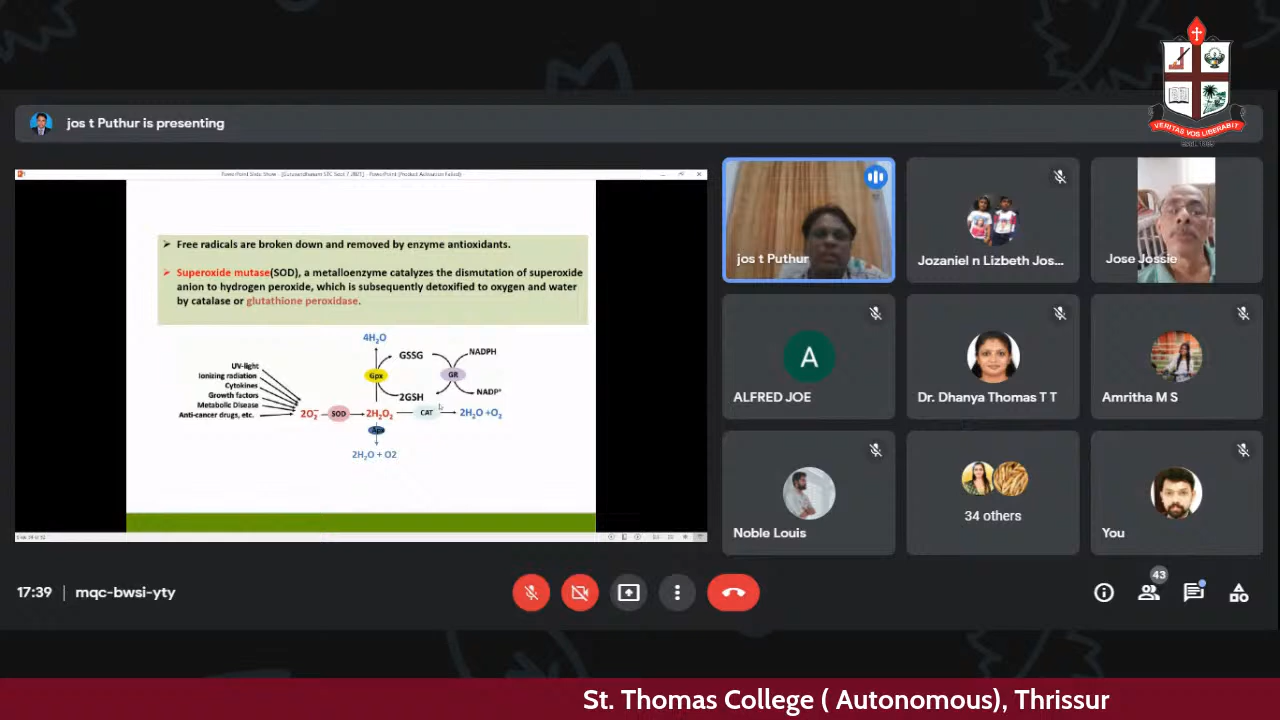 jos t Puthur is presenting
VERITAS VOS LIBERABIT
➢ Free radicals are broken down and removed by enzyme antioxidants.
➢ Superoxide mutase(SOD), a metalloenzyme catalyzes the dismutation of superoxide
anion to hydrogen peroxide, which is subsequently detoxified to oxygen and water
by catalase or glutathione peroxidase.
4H₂O
GSSG
NADPH
UV-light
Ionizing radiation
Cytokines
Growth factors
Metabolic Disease
Anti-cancer drugs, etc.
Gpx
GR
2GSH
NADP⁺
2O₂⁻
SOD
2H₂O₂
CAT
2H₂O +O₂
2H₂O + O2
jos t Puthur
Jozaniel n Lizbeth Jos...
Jose Jossie
A
ALFRED JOE
Dr. Dhanya Thomas T T
Amritha M S
Noble Louis
34 others
You
17:39 | mqc-bwsi-yty
43
St. Thomas College ( Autonomous), Thrissur